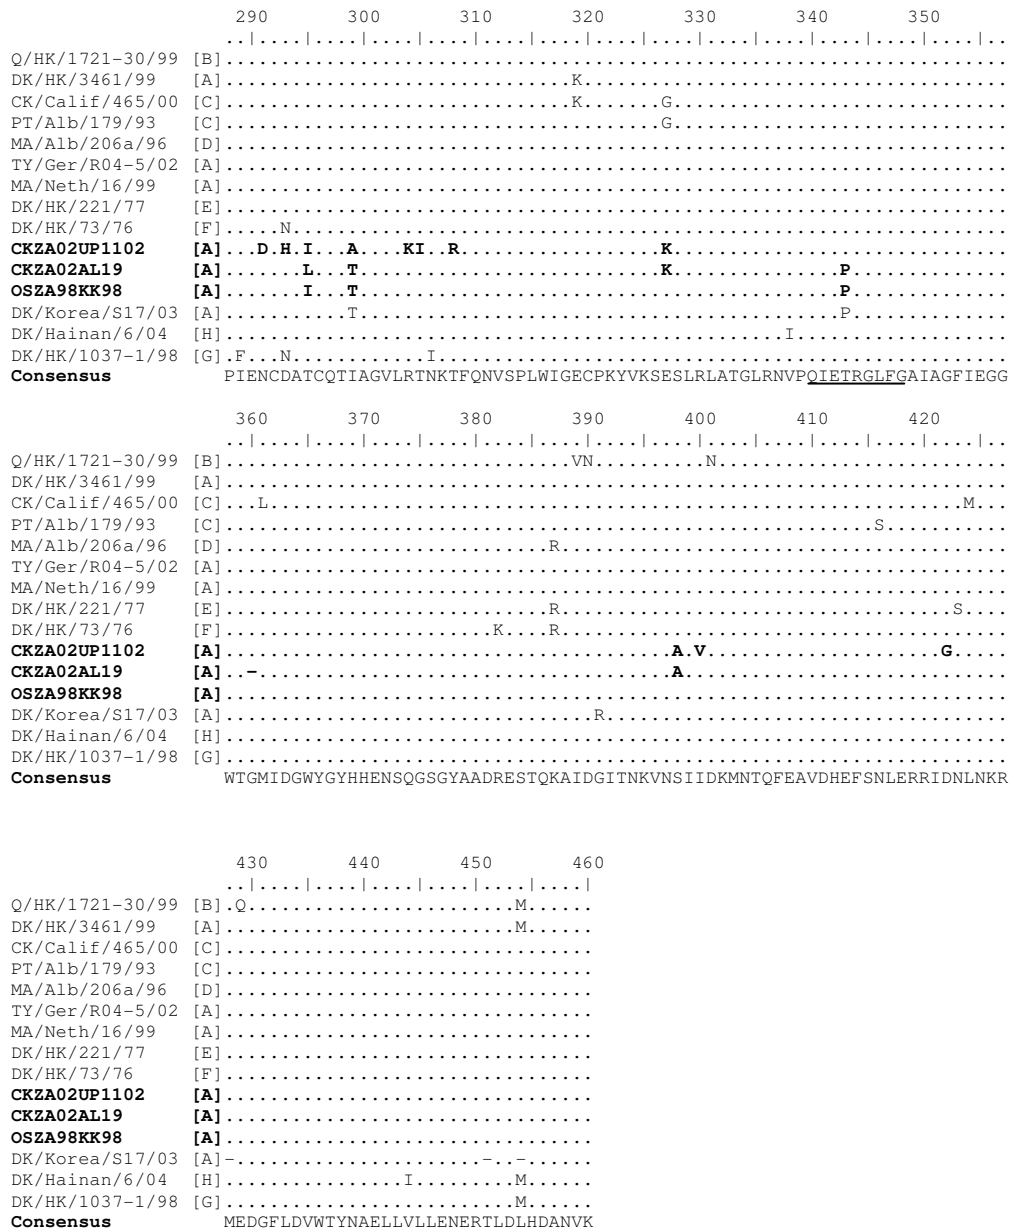 290 300 310 320 330 340 350
..|....|....|....|....|....|....|....|....|....|....|....|....|....|..
Q/HK/1721-30/99 [B]......................................................................
DK/HK/3461/99 [A]...............................K......................................
CK/Calif/465/00 [C]...............................K.......G..............................
PT/Alb/179/93 [C].......................................G..............................
MA/Alb/206a/96 [D]......................................................................
TY/Ger/R04-5/02 [A]......................................................................
MA/Neth/16/99 [A]......................................................................
DK/HK/221/77 [E]......................................................................
DK/HK/73/76 [F].....N................................................................
CKZA02UP1102 [A]...D.H.I...A....KI..R..................K..............................
CKZA02AL19 [A].......L...T...........................K...............P..............
OSZA98KK98 [A].......I...T...........................................P..............
DK/Korea/S17/03 [A]...........T...........................................P..............
DK/Hainan/6/04 [H]..................................................I...................
DK/HK/1037-1/98 [G].F...N............I...................................................
Consensus PIENCDATCQTIAGVLRTNKTFQNVSPLWIGECPKYVKSESLRLATGLRNVPQIETRGLFGAIAGFIEGG
360 370 380 390 400 410 420
..|....|....|....|....|....|....|....|....|....|....|....|....|....|..
Q/HK/1721-30/99 [B]...............................VN..........N..........................
DK/HK/3461/99 [A]......................................................................
CK/Calif/465/00 [C]...L..............................................................M...
PT/Alb/179/93 [C]..........................................................S...........
MA/Alb/206a/96 [D].............................R........................................
TY/Ger/R04-5/02 [A]......................................................................
MA/Neth/16/99 [A]......................................................................
DK/HK/221/77 [E].............................R...................................S....
DK/HK/73/76 [F]........................K....R........................................
CKZA02UP1102 [A]........................................A.V.....................G.....
CKZA02AL19 [A]..-.....................................A.............................
OSZA98KK98 [A]......................................................................
DK/Korea/S17/03 [A].................................R....................................
DK/Hainan/6/04 [H]......................................................................
DK/HK/1037-1/98 [G]......................................................................
Consensus WTGMIDGWYGYHHENSQGSGYAADRESTQKAIDGITNKVNSIIDKMNTQFEAVDHEFSNLERRIDNLNKR
430 440 450 460
..|....|....|....|....|....|....|
Q/HK/1721-30/99 [B].Q........................M......
DK/HK/3461/99 [A]..........................M......
CK/Calif/465/00 [C].................................
PT/Alb/179/93 [C].................................
MA/Alb/206a/96 [D].................................
TY/Ger/R04-5/02 [A].................................
MA/Neth/16/99 [A].................................
DK/HK/221/77 [E].................................
DK/HK/73/76 [F].................................
CKZA02UP1102 [A].................................
CKZA02AL19 [A].................................
OSZA98KK98 [A].................................
DK/Korea/S17/03 [A]-......................-..-......
DK/Hainan/6/04 [H]................I.........M......
DK/HK/1037-1/98 [G]..........................M......
Consensus MEDGFLDVWTYNAELLVLLENERTLDLHDANVK